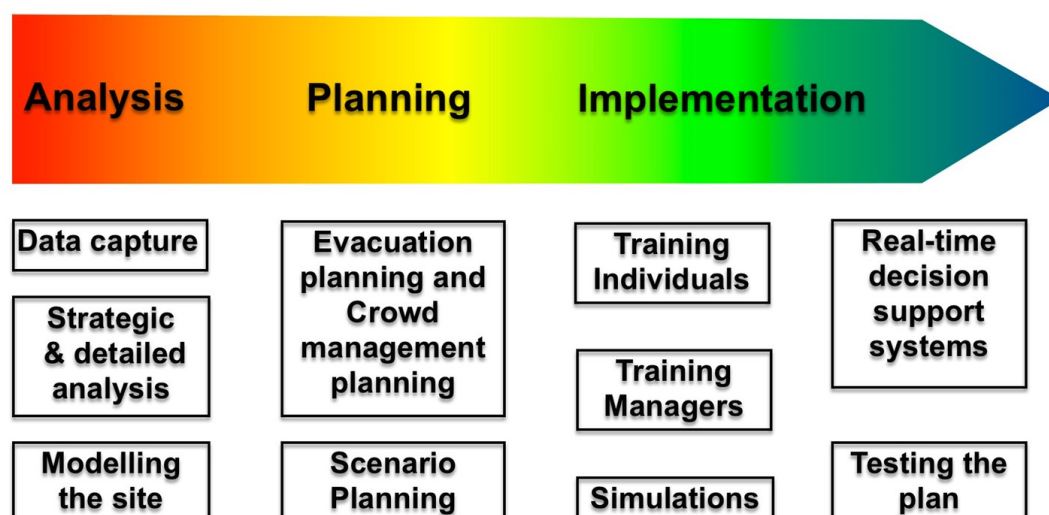 Analysis
Planning
Implementation
Data capture
Strategic
& detailed
analysis
Modelling
the site
Evacuation
planning and
Crowd
management
planning
Scenario
Planning
Training
Individuals
Training
Managers
Simulations
Real-time
decision
support
systems
Testing the
plan